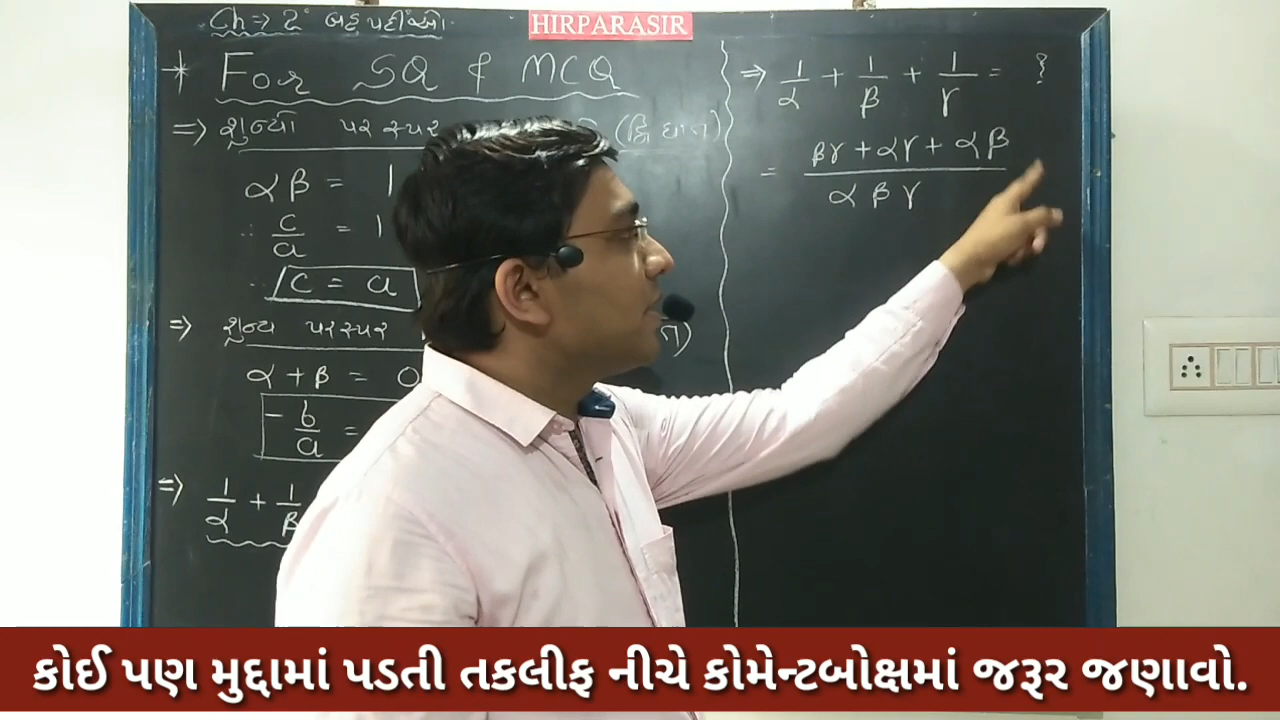 Ch => 2 બહુપદીઓ.
HIRPARASIR
* For SQ & MCQ
=> શૂન્યો પરસ્પર (દ્વિઘાત)
αβ = 1
∴ c/a = 1
∴ c = a
=> શૂન્ય પરસ્પર
α + β = 0
-b/a =
=> 1/α + 1/β
=> 1/α + 1/β + 1/γ = ?
= βγ + αγ + αβ / αβγ
કોઈ પણ મુદ્દામાં પડતી તકલીફ નીચે કોમેન્ટબોક્ષમાં જરૂર જણાવો.